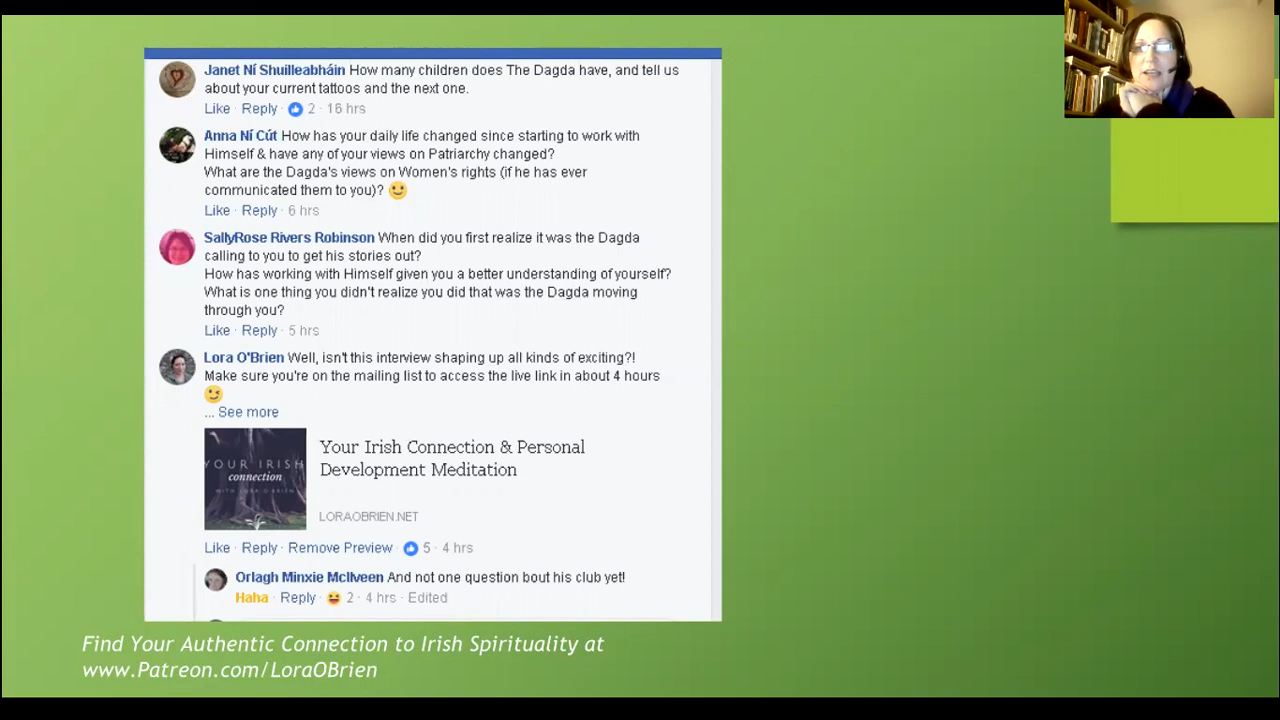 Janet Ní Shuilleabháin How many children does The Dagda have, and tell us
about your current tattoos and the next one.
Like · Reply · 2 · 16 hrs
Anna Ní Cút How has your daily life changed since starting to work with
Himself & have any of your views on Patriarchy changed?
What are the Dagda's views on Women's rights (if he has ever
communicated them to you)? 🙂
Like · Reply · 6 hrs
SallyRose Rivers Robinson When did you first realize it was the Dagda
calling to you to get his stories out?
How has working with Himself given you a better understanding of yourself?
What is one thing you didn't realize you did that was the Dagda moving
through you?
Like · Reply · 5 hrs
Lora O'Brien Well, isn't this interview shaping up all kinds of exciting?!
Make sure you're on the mailing list to access the live link in about 4 hours
😉
... See more
YOUR IRISH
connection
WITH LORA O'BRIEN
Your Irish Connection & Personal
Development Meditation
LORAOBRIEN.NET
Like · Reply · Remove Preview · 5 · 4 hrs
Orlagh Minxie McIlveen And not one question bout his club yet!
Haha · Reply · 😆 2 · 4 hrs · Edited
Find Your Authentic Connection to Irish Spirituality at
www.Patreon.com/LoraOBrien